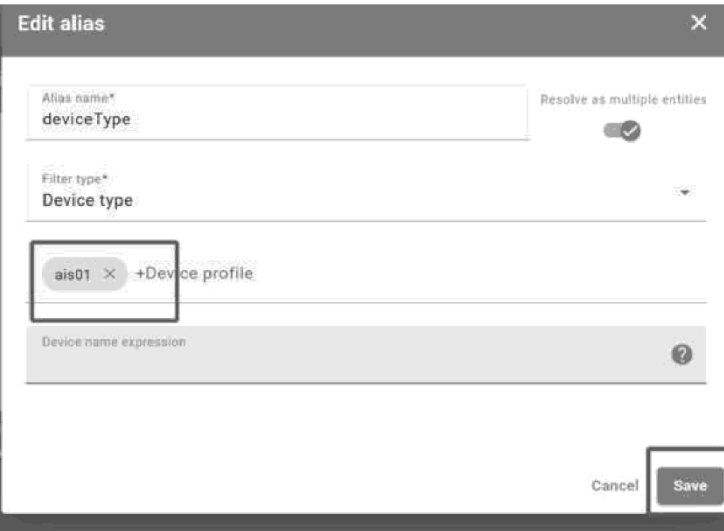 Edit alias
Alias name*
deviceType
Resolve as multiple entities
Filter type*
Device type
ais01 × +Device profile
Device name expression
?
Cancel Save